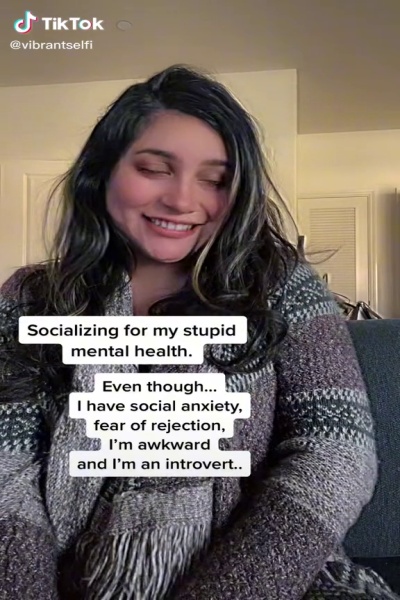 TikTok
@vibrantselfi
Socializing for my stupid
mental health.
Even though...
I have social anxiety,
fear of rejection,
I'm awkward
and I'm an introvert..